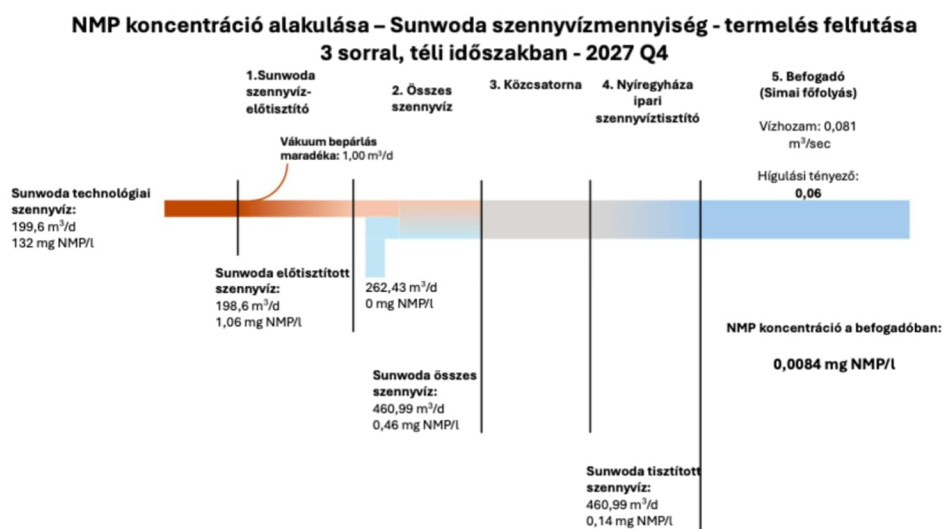 NMP koncentráció alakulása – Sunwoda szennyvízmennyiség - termelés felfutása
3 sorral, téli időszakban - 2027 Q4
1.Sunwoda
szennyvíz-
előtisztító
2. Összes
szennyvíz
3. Közcsatorna
4. Nyíregyháza
ipari
szennyvíztisztító
5. Befogadó
(Simai főfolyás)
Vízhozam: 0,081
m³/sec
Hígulási tényező:
0,06
Vákuum bepárlás
maradéka: 1,00 m³/d
Sunwoda technológiai
szennyvíz:
199,6 m³/d
132 mg NMP/l
Sunwoda előtisztított
szennyvíz:
198,6 m³/d
1,06 mg NMP/l
262,43 m³/d
0 mg NMP/l
NMP koncentráció a befogadóban:
0,0084 mg NMP/l
Sunwoda összes
szennyvíz:
460,99 m³/d
0,46 mg NMP/l
Sunwoda tisztított
szennyvíz:
460,99 m³/d
0,14 mg NMP/l